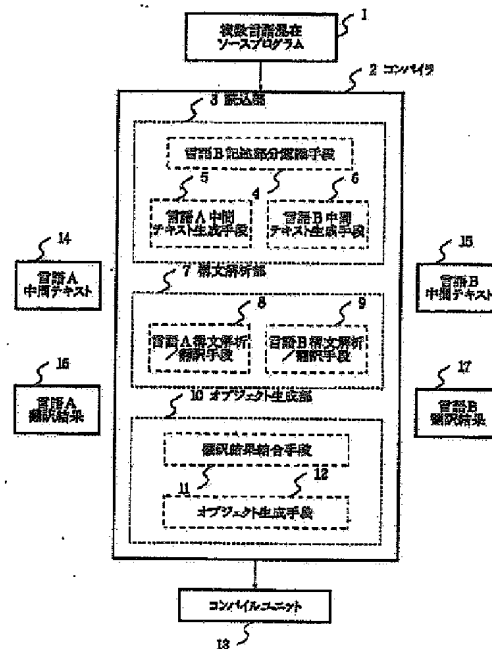 1
複数言語混在
ソースプログラム
2 コンパイラ
3 読込部
言語B記述部分認識手段
5
4
6
言語A中間
テキスト生成手段
言語B中間
テキスト生成手段
14
言語A
中間テキスト
15
言語B
中間テキスト
7 構文解析部
8
9
言語A構文解析
/翻訳手段
言語B構文解析
/翻訳手段
16
言語A
翻訳結果
17
言語B
翻訳結果
10 オブジェクト生成部
翻訳結果結合手段
11
12
オブジェクト生成手段
コンパイルユニット
13